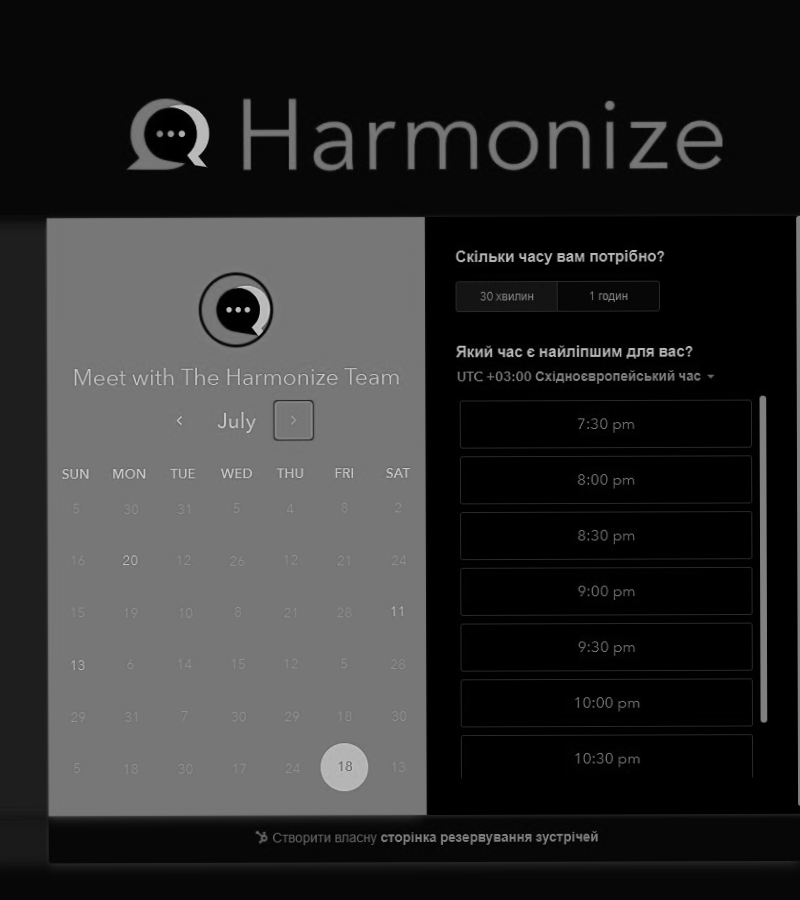 Harmonize
Meet with The Harmonize Team
July
SUN MON TUE WED THU FRI SAT
5 30 31 5 4 8 2
16 20 12 26 12 21 24
15 19 10 8 21 28 11
13 6 14 15 12 5 28
29 31 7 30 29 18 30
5 18 30 17 24 18 13
Скільки часу вам потрібно?
30 хвилин 1 годин
Який час є найліпшим для вас?
UTC +03:00 Східноєвропейський час
7:30 pm
8:00 pm
8:30 pm
9:00 pm
9:30 pm
10:00 pm
10:30 pm
Створити власну сторінка резервування зустрічей